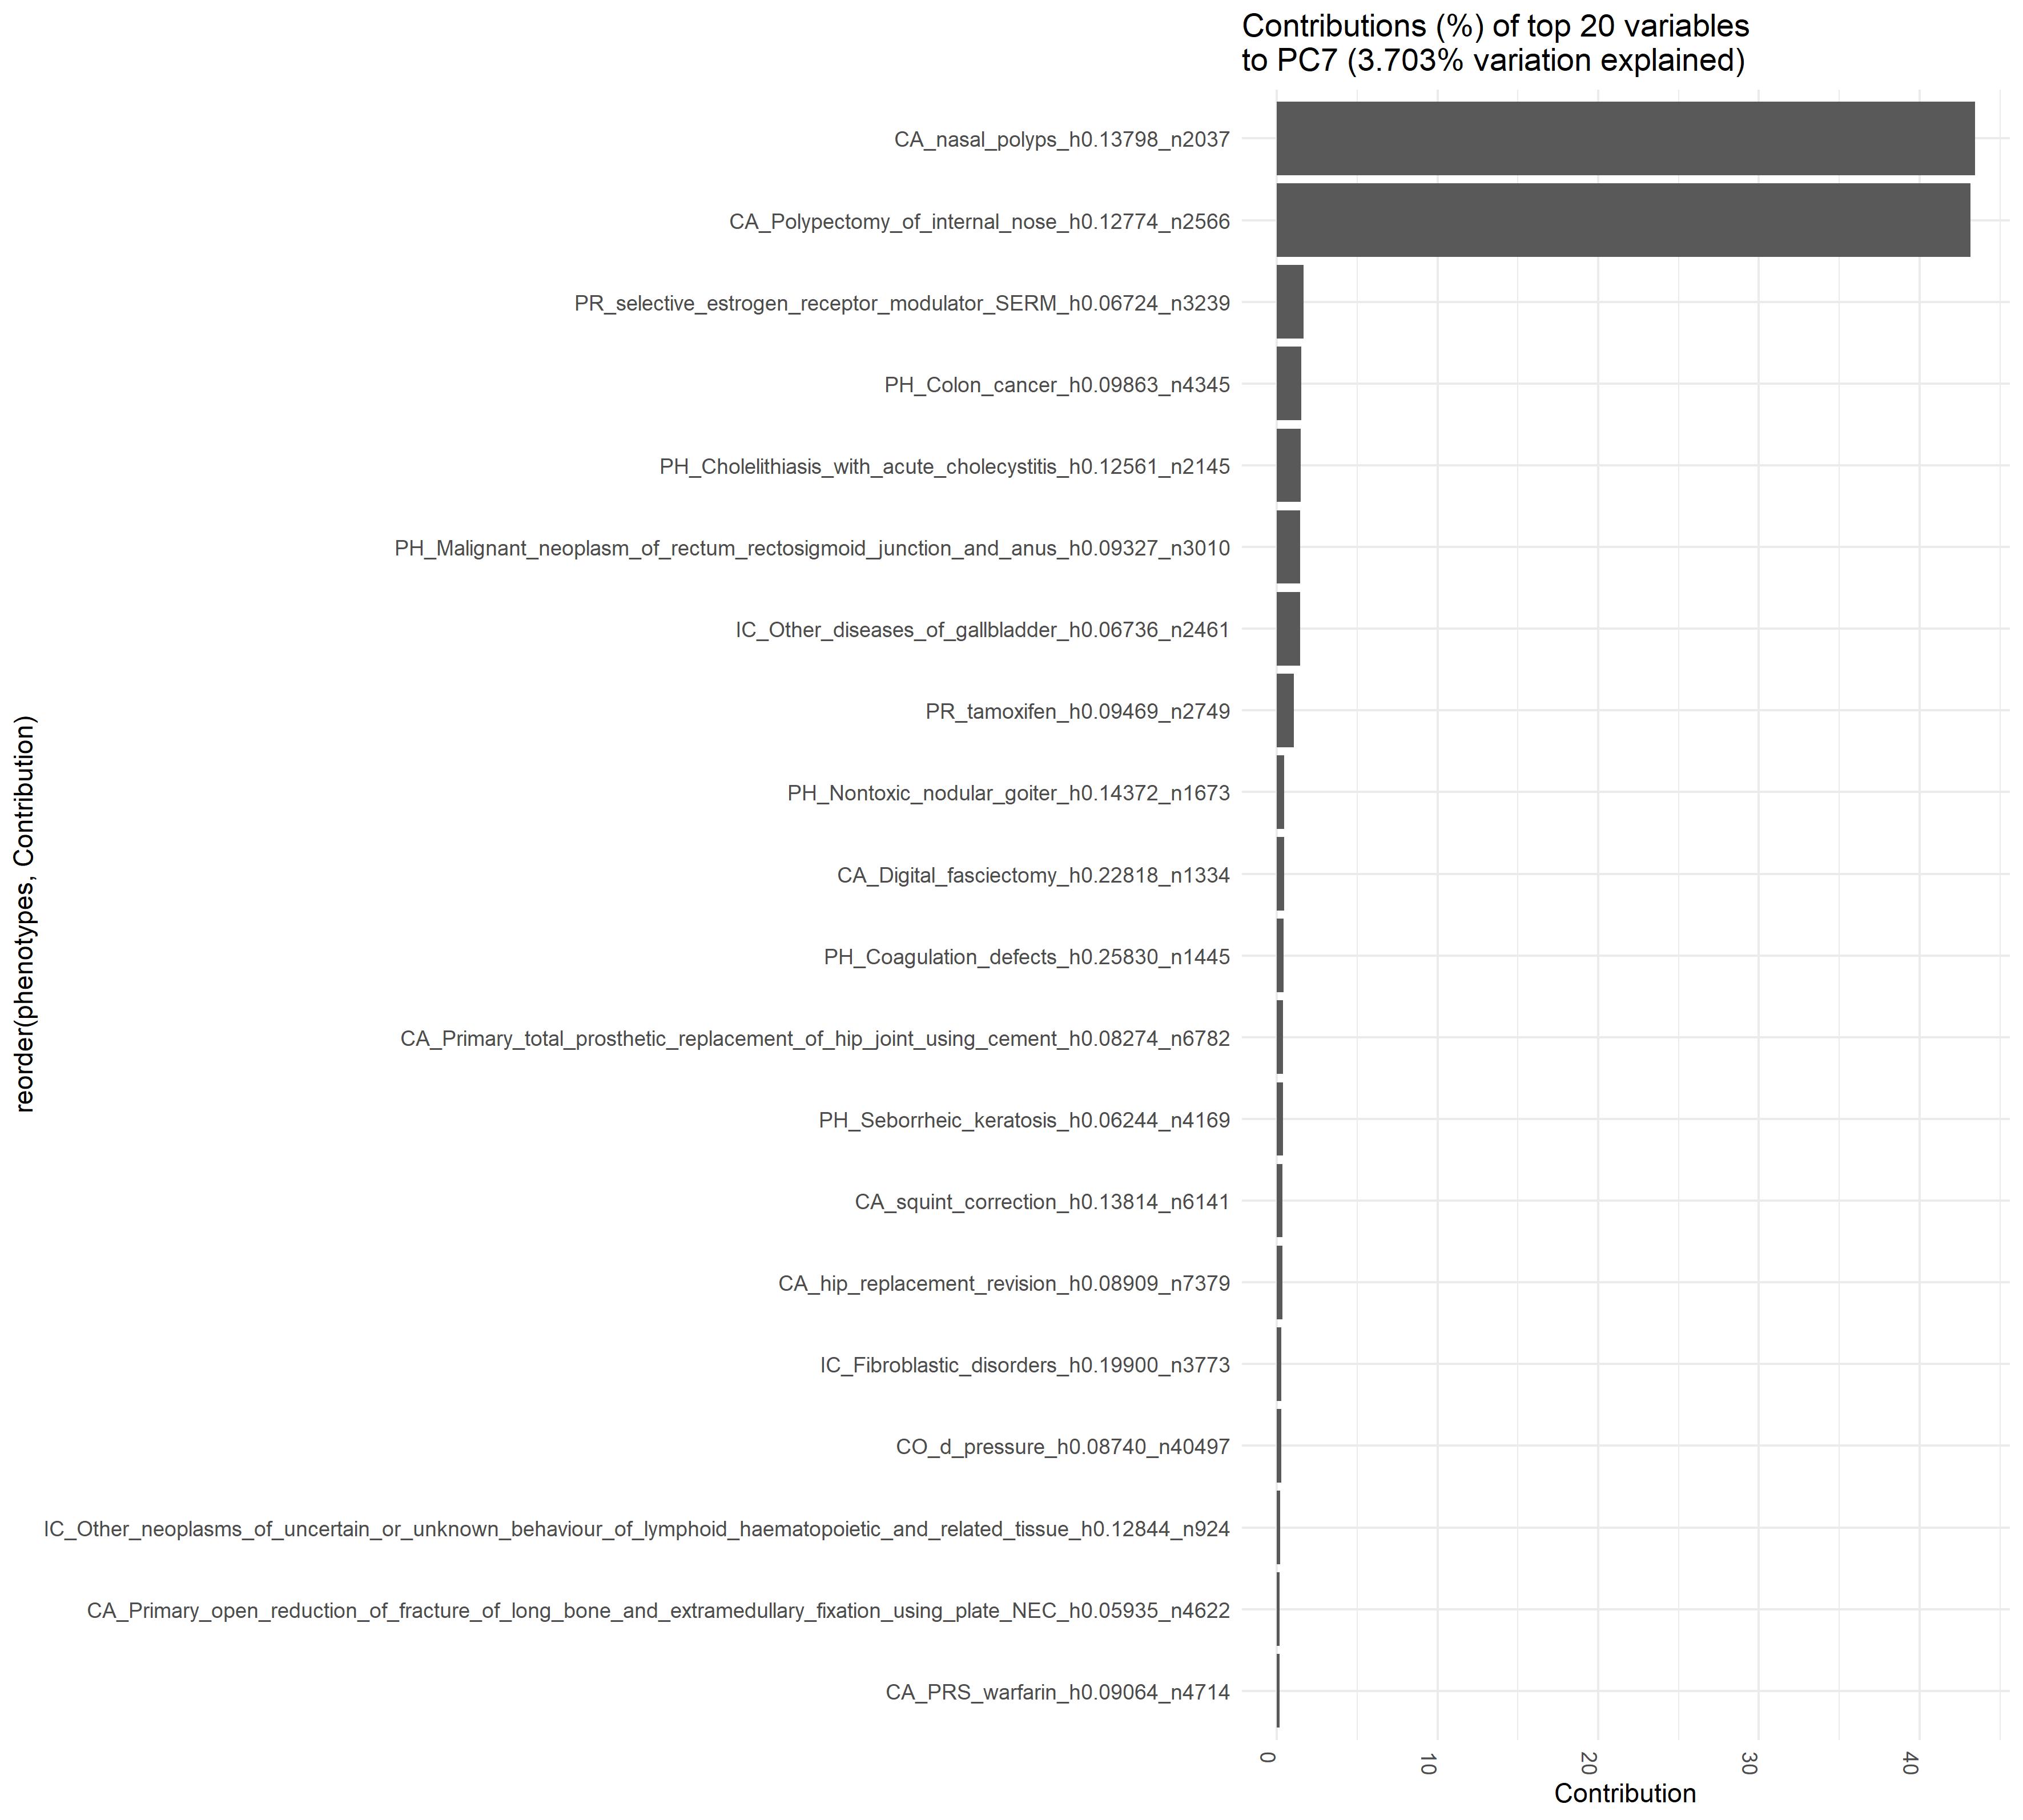 Contributions (%) of top 20 variables
to PC7 (3.703% variation explained)
CA_nasal_polyps_h0.13798_n2037
CA_Polypectomy_of_internal_nose_h0.12774_n2566
PR_selective_estrogen_receptor_modulator_SERM_h0.06724_n3239
PH_Colon_cancer_h0.09863_n4345
PH_Cholelithiasis_with_acute_cholecystitis_h0.12561_n2145
PH_Malignant_neoplasm_of_rectum_rectosigmoid_junction_and_anus_h0.09327_n3010
IC_Other_diseases_of_gallbladder_h0.06736_n2461
PR_tamoxifen_h0.09469_n2749
PH_Nontoxic_nodular_goiter_h0.14372_n1673
CA_Digital_fasciectomy_h0.22818_n1334
PH_Coagulation_defects_h0.25830_n1445
CA_Primary_total_prosthetic_replacement_of_hip_joint_using_cement_h0.08274_n6782
PH_Seborrheic_keratosis_h0.06244_n4169
CA_squint_correction_h0.13814_n6141
CA_hip_replacement_revision_h0.08909_n7379
IC_Fibroblastic_disorders_h0.19900_n3773
CO_d_pressure_h0.08740_n40497
IC_Other_neoplasms_of_uncertain_or_unknown_behaviour_of_lymphoid_haematopoietic_and_related_tissue_h0.12844_n924
CA_Primary_open_reduction_of_fracture_of_long_bone_and_extramedullary_fixation_using_plate_NEC_h0.05935_n4622
CA_PRS_warfarin_h0.09064_n4714
reorder(phenotypes, Contribution)
0 10 20 30 40
Contribution